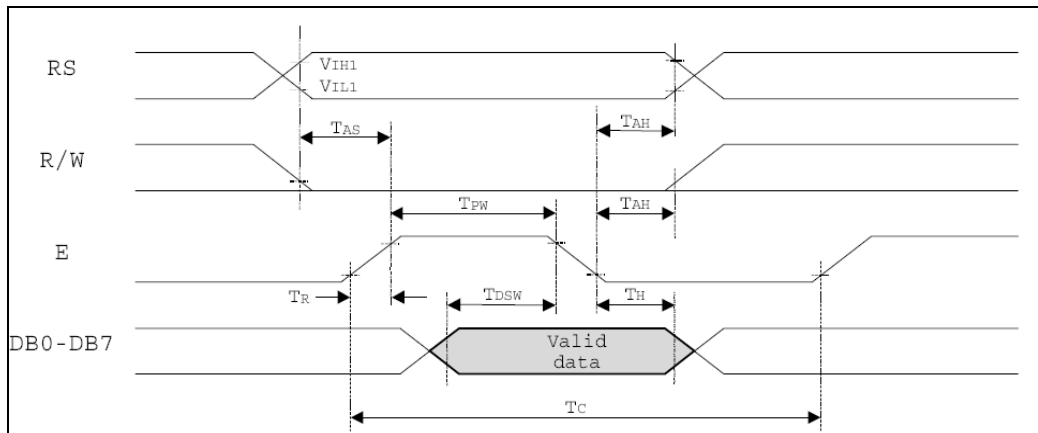 RS
VIH1
VIL1
TAS
TAH
R/W
TPW
TAH
E
TR
TDSW
TH
DB0-DB7
Valid
data
TC